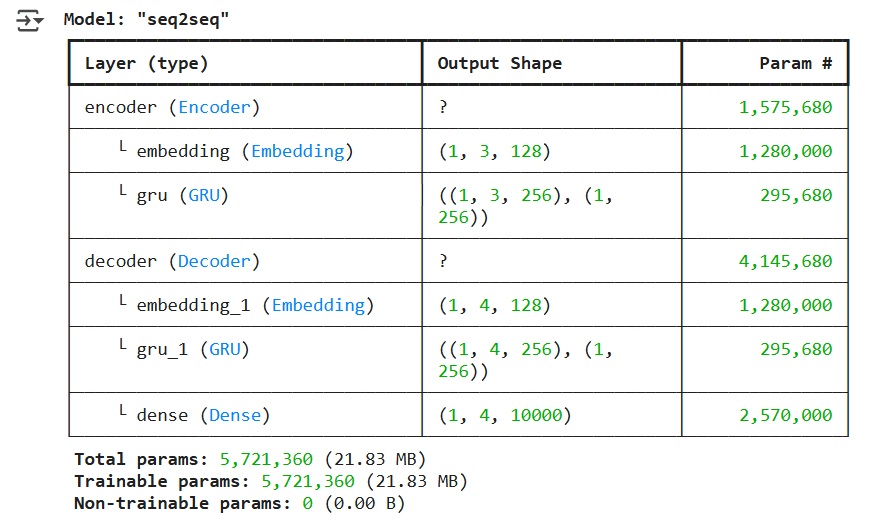 Model: "seq2seq"
Layer (type) Output Shape Param #
encoder (Encoder) ? 1,575,680
└ embedding (Embedding) (1, 3, 128) 1,280,000
└ gru (GRU) ((1, 3, 256), (1, 295,680
256))
decoder (Decoder) ? 4,145,680
└ embedding_1 (Embedding) (1, 4, 128) 1,280,000
└ gru_1 (GRU) ((1, 4, 256), (1, 295,680
256))
└ dense (Dense) (1, 4, 10000) 2,570,000
Total params: 5,721,360 (21.83 MB)
Trainable params: 5,721,360 (21.83 MB)
Non-trainable params: 0 (0.00 B)